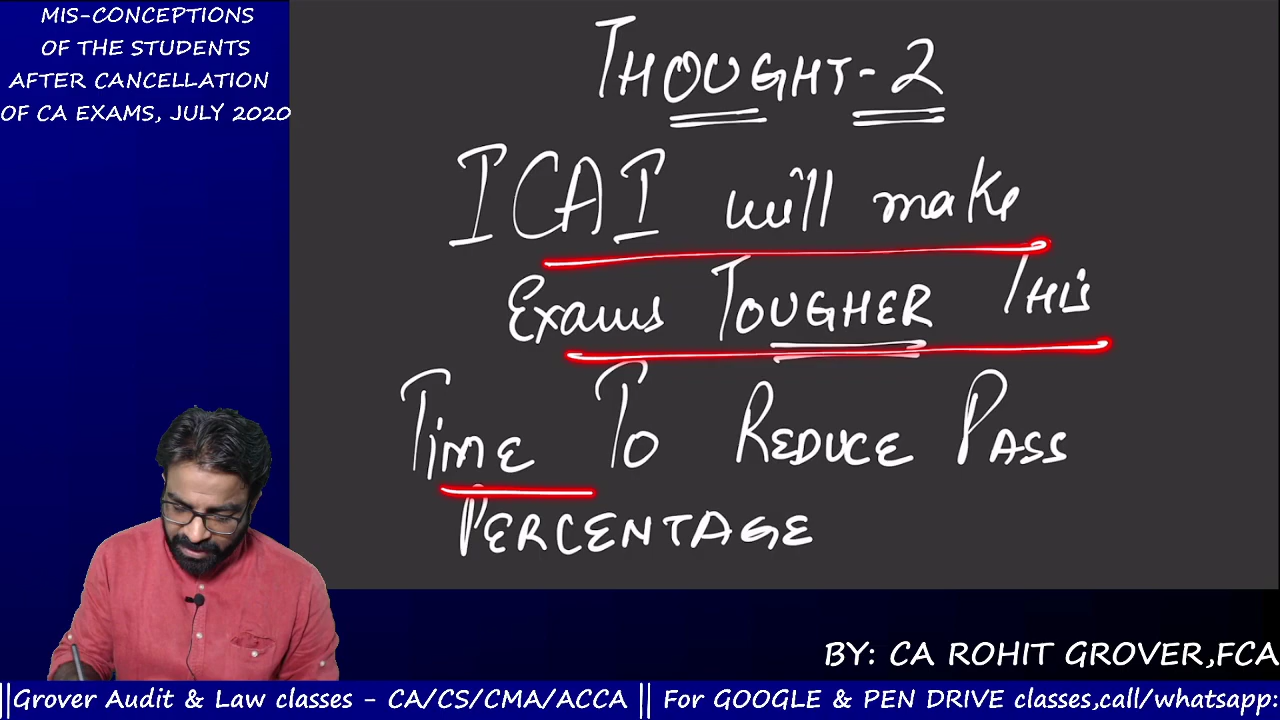 MIS-CONCEPTIONS
OF THE STUDENTS
AFTER CANCELLATION
OF CA EXAMS, JULY 2020
THOUGHT-2
ICAI will make
Exams TOUGHER THIS
TIME TO REDUCE PASS
PERCENTAGE
BY: CA ROHIT GROVER,FCA
||Grover Audit & Law classes - CA/CS/CMA/ACCA || For GOOGLE & PEN DRIVE classes,call/whatsapp: